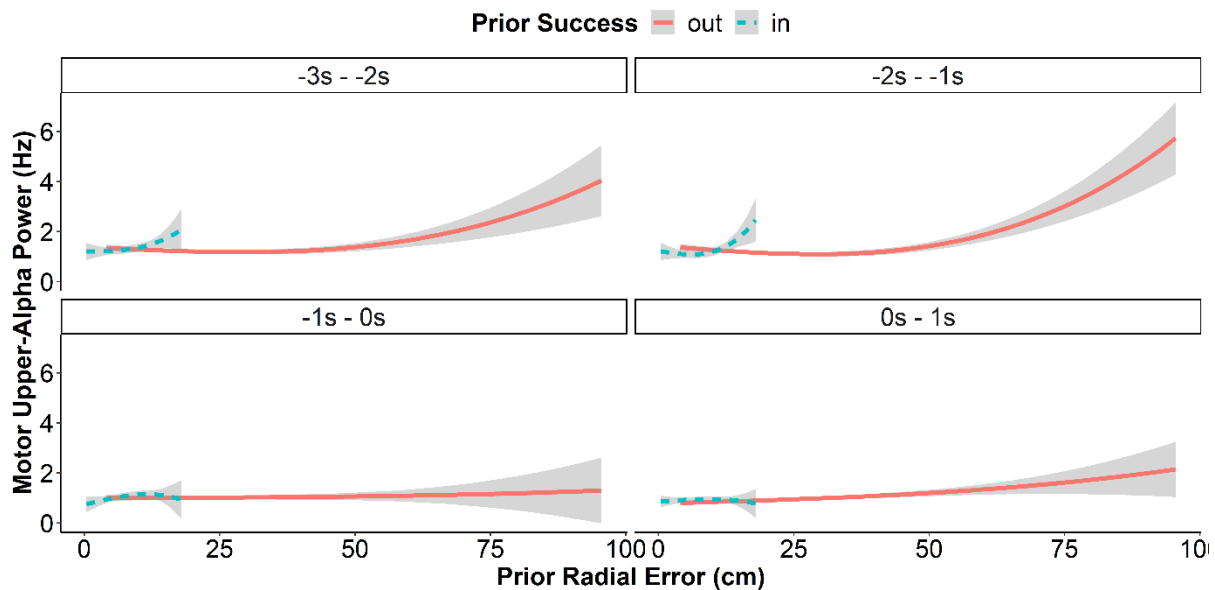 Prior Success out in
-3s - -2s
-2s - -1s
Motor Upper-Alpha Power (Hz)
6
4
2
0
-1s - 0s
0s - 1s
6
4
2
0
0 25 50 75 100 0 25 50 75 10
Prior Radial Error (cm)